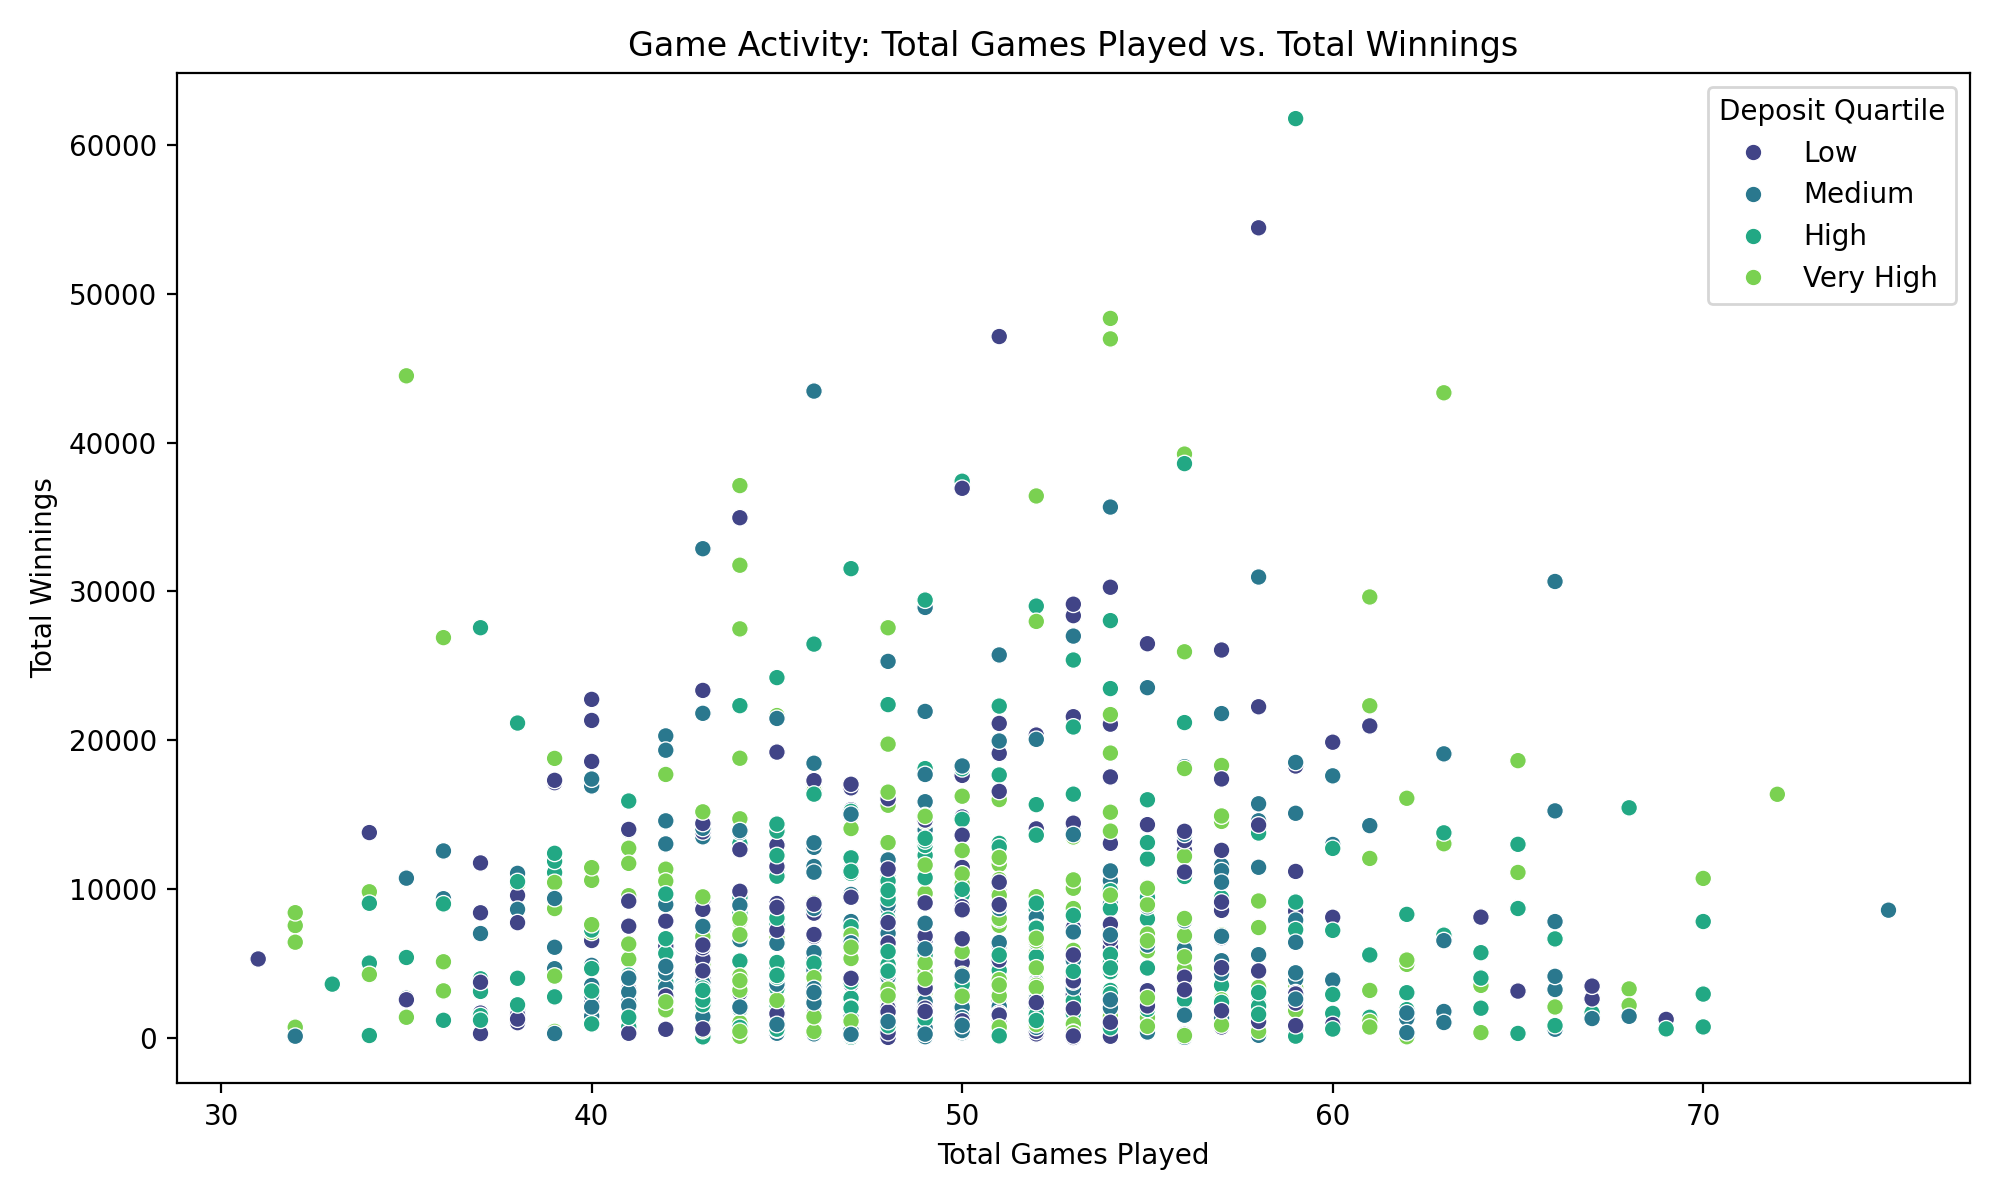 Game Activity: Total Games Played vs. Total Winnings
Deposit Quartile
Low
Medium
High
Very High
Total Winnings
60000
50000
40000
30000
20000
10000
0
30 40 50 60 70
Total Games Played